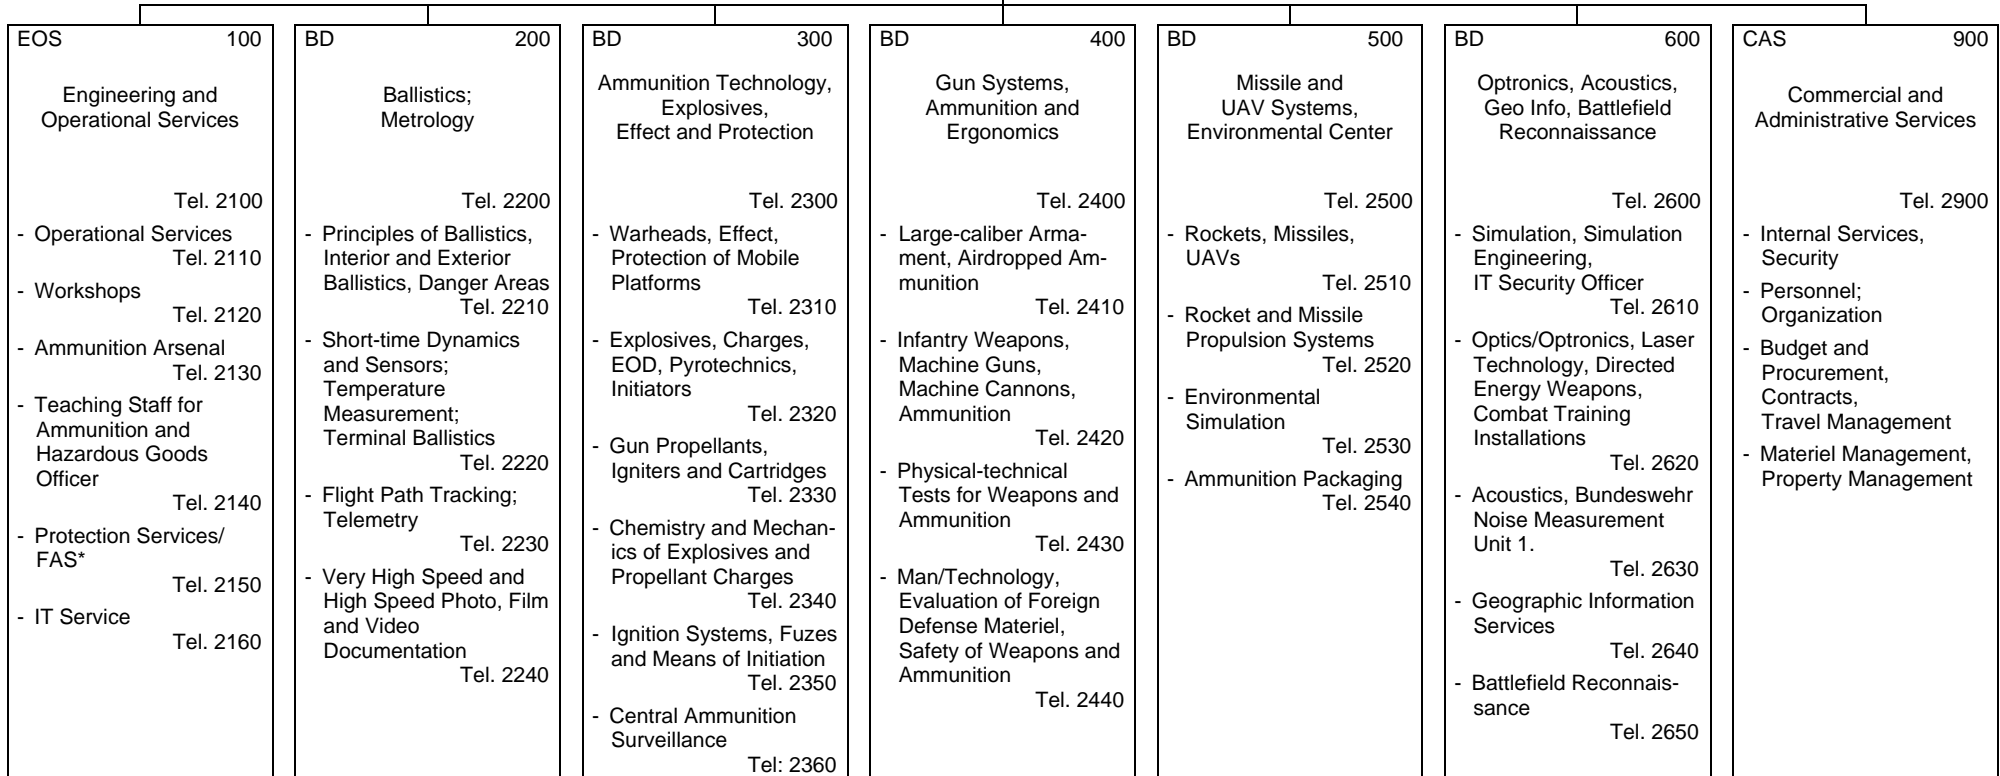 EOS 100
Engineering and
Operational Services
Tel. 2100
- Operational Services
Tel. 2110
- Workshops
Tel. 2120
- Ammunition Arsenal
Tel. 2130
- Teaching Staff for
Ammunition and
Hazardous Goods
Officer
Tel. 2140
- Protection Services/
FAS*
Tel. 2150
- IT Service
Tel. 2160
BD 200
Ballistics;
Metrology
Tel. 2200
- Principles of Ballistics,
Interior and Exterior
Ballistics, Danger Areas
Tel. 2210
- Short-time Dynamics
and Sensors;
Temperature
Measurement;
Terminal Ballistics
Tel. 2220
- Flight Path Tracking;
Telemetry
Tel. 2230
- Very High Speed and
High Speed Photo, Film
and Video
Documentation
Tel. 2240
BD 300
Ammunition Technology,
Explosives,
Effect and Protection
Tel. 2300
- Warheads, Effect,
Protection of Mobile
Platforms
Tel. 2310
- Explosives, Charges,
EOD, Pyrotechnics,
Initiators
Tel. 2320
- Gun Propellants,
Igniters and Cartridges
Tel. 2330
- Chemistry and Mechan-
ics of Explosives and
Propellant Charges
Tel. 2340
- Ignition Systems, Fuzes
and Means of Initiation
Tel. 2350
- Central Ammunition
Surveillance
Tel: 2360
BD 400
Gun Systems,
Ammunition and
Ergonomics
Tel. 2400
- Large-caliber Arma-
ment, Airdropped Am-
munition
Tel. 2410
- Infantry Weapons,
Machine Guns,
Machine Cannons,
Ammunition
Tel. 2420
- Physical-technical
Tests for Weapons and
Ammunition
Tel. 2430
- Man/Technology,
Evaluation of Foreign
Defense Materiel,
Safety of Weapons and
Ammunition
Tel. 2440
BD 500
Missile and
UAV Systems,
Environmental Center
Tel. 2500
- Rockets, Missiles,
UAVs
Tel. 2510
- Rocket and Missile
Propulsion Systems
Tel. 2520
- Environmental
Simulation
Tel. 2530
- Ammunition Packaging
Tel. 2540
BD 600
Optronics, Acoustics,
Geo Info, Battlefield
Reconnaissance
Tel. 2600
- Simulation, Simulation
Engineering,
IT Security Officer
Tel. 2610
- Optics/Optronics, Laser
Technology, Directed
Energy Weapons,
Combat Training
Installations
Tel. 2620
- Acoustics, Bundeswehr
Noise Measurement
Unit 1.
Tel. 2630
- Geographic Information
Services
Tel. 2640
- Battlefield Reconnais-
sance
Tel. 2650
CAS 900
Commercial and
Administrative Services
Tel. 2900
- Internal Services,
Security
- Personnel;
Organization
- Budget and
Procurement,
Contracts,
Travel Management
- Materiel Management,
Property Management